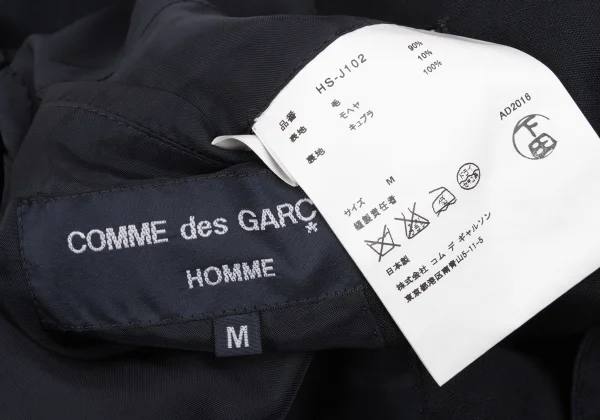 COMME des GARÇ
HOMME
M
品番 HS-J102
表地 毛 90%
モヘヤ 10%
裏地 キュプラ 100%
AD2016
下田
サイズ M
縫製責任者
日本製
株式会社 コム デ ギャルソン
東京都港区南青山5-11-5